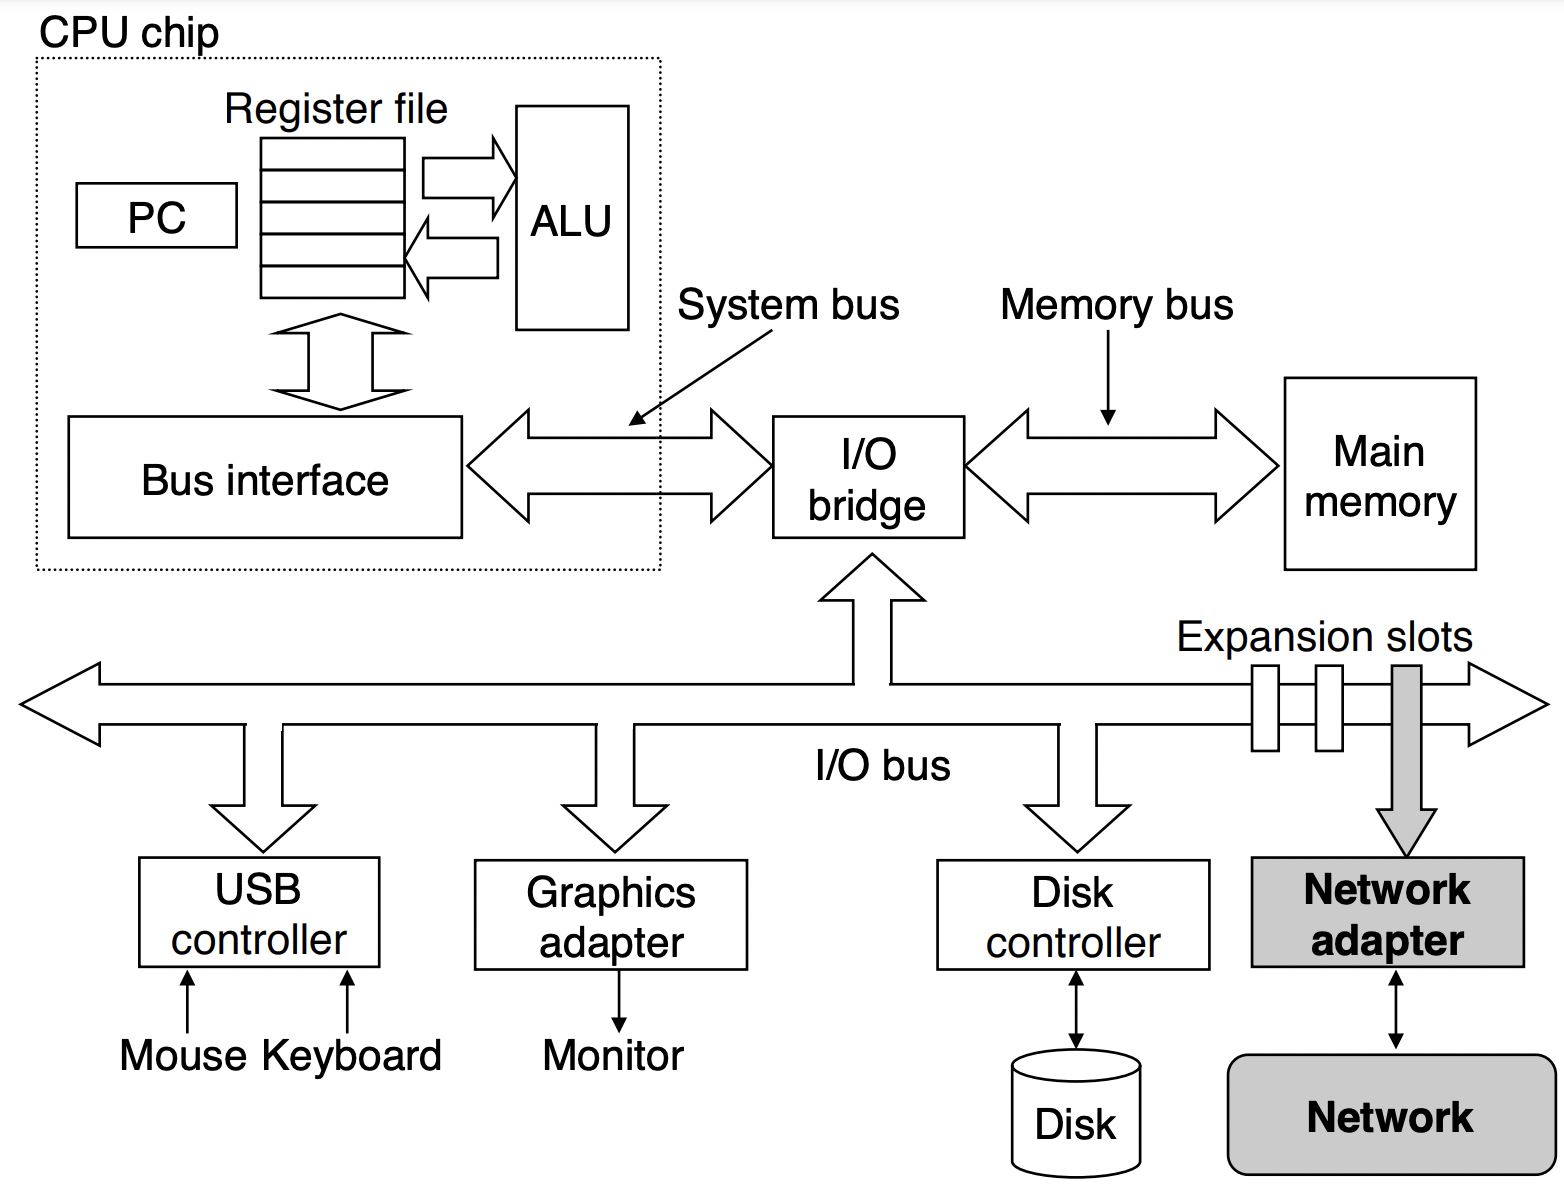 CPU chip
Register file
PC
ALU
System bus
Memory bus
Bus interface
I/O
bridge
Main
memory
Expansion slots
I/O bus
USB
controller
Graphics
adapter
Disk
controller
Network
adapter
Mouse
Keyboard
Monitor
Disk
Network